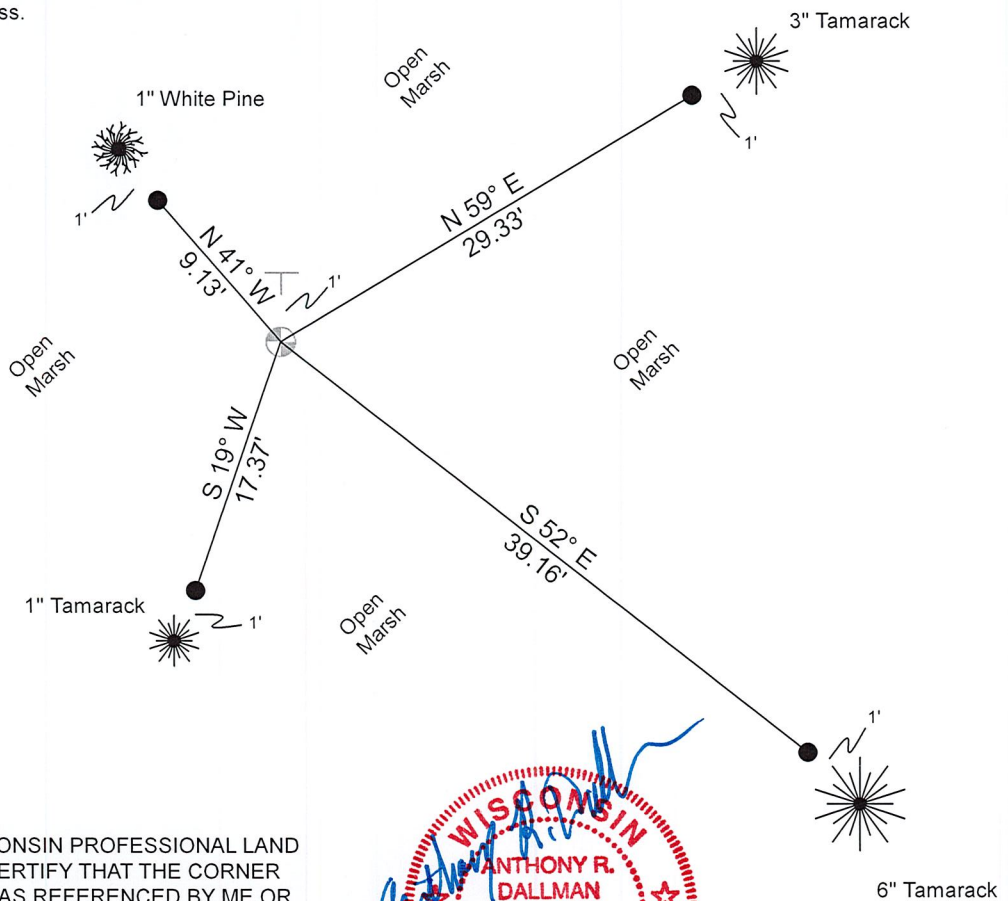 ss.
3" Tamarack
Open
Marsh
1" White Pine
1'
1'
N 59° E
29.33'
N 41° W
9.13'
1'
Open
Marsh
Open
Marsh
S 19° W
17.37'
S 52° E
39.16'
1" Tamarack
1'
Open
Marsh
1'
WISCONSIN
ONSIN PROFESSIONAL LAND
ERTIFY THAT THE CORNER
AS REFERENCED BY ME OR
ANTHONY R.
DALLMAN
6" Tamarack